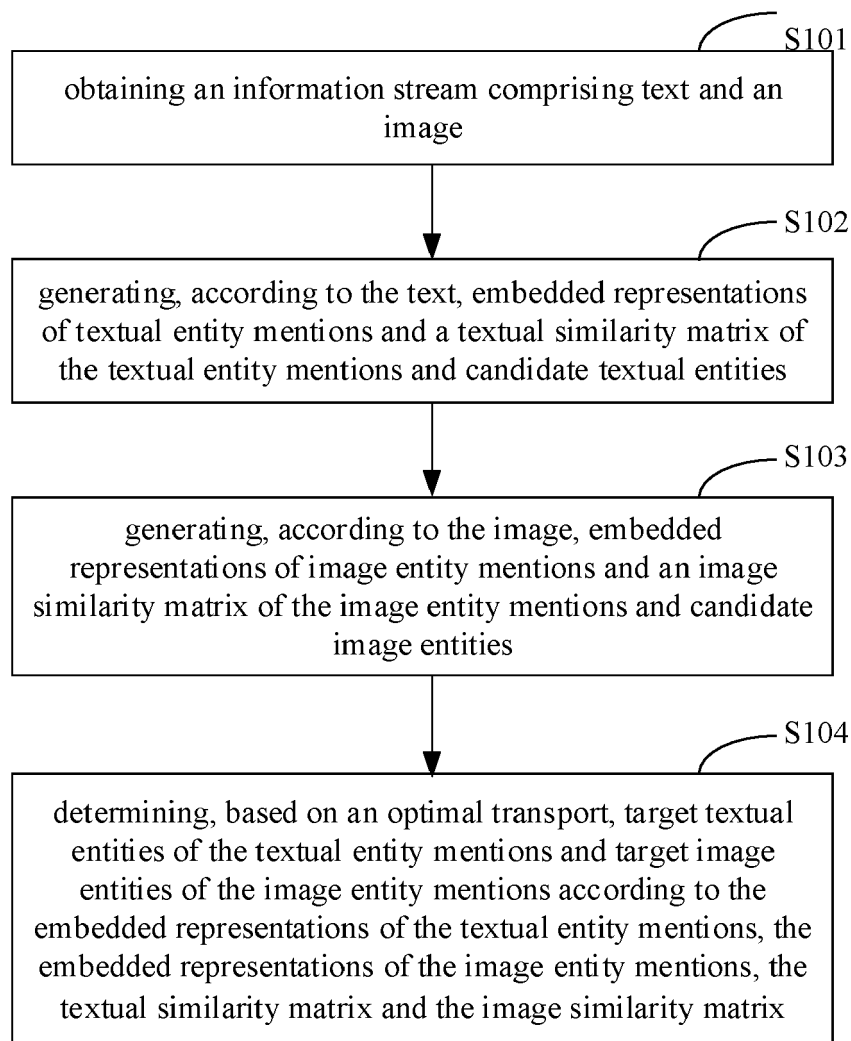 S101
obtaining an information stream comprising text and an
image
S102
generating, according to the text, embedded representations
of textual entity mentions and a textual similarity matrix of
the textual entity mentions and candidate textual entities
S103
generating, according to the image, embedded
representations of image entity mentions and an image
similarity matrix of the image entity mentions and candidate
image entities
S104
determining, based on an optimal transport, target textual
entities of the textual entity mentions and target image
entities of the image entity mentions according to the
embedded representations of the textual entity mentions, the
embedded representations of the image entity mentions, the
textual similarity matrix and the image similarity matrix